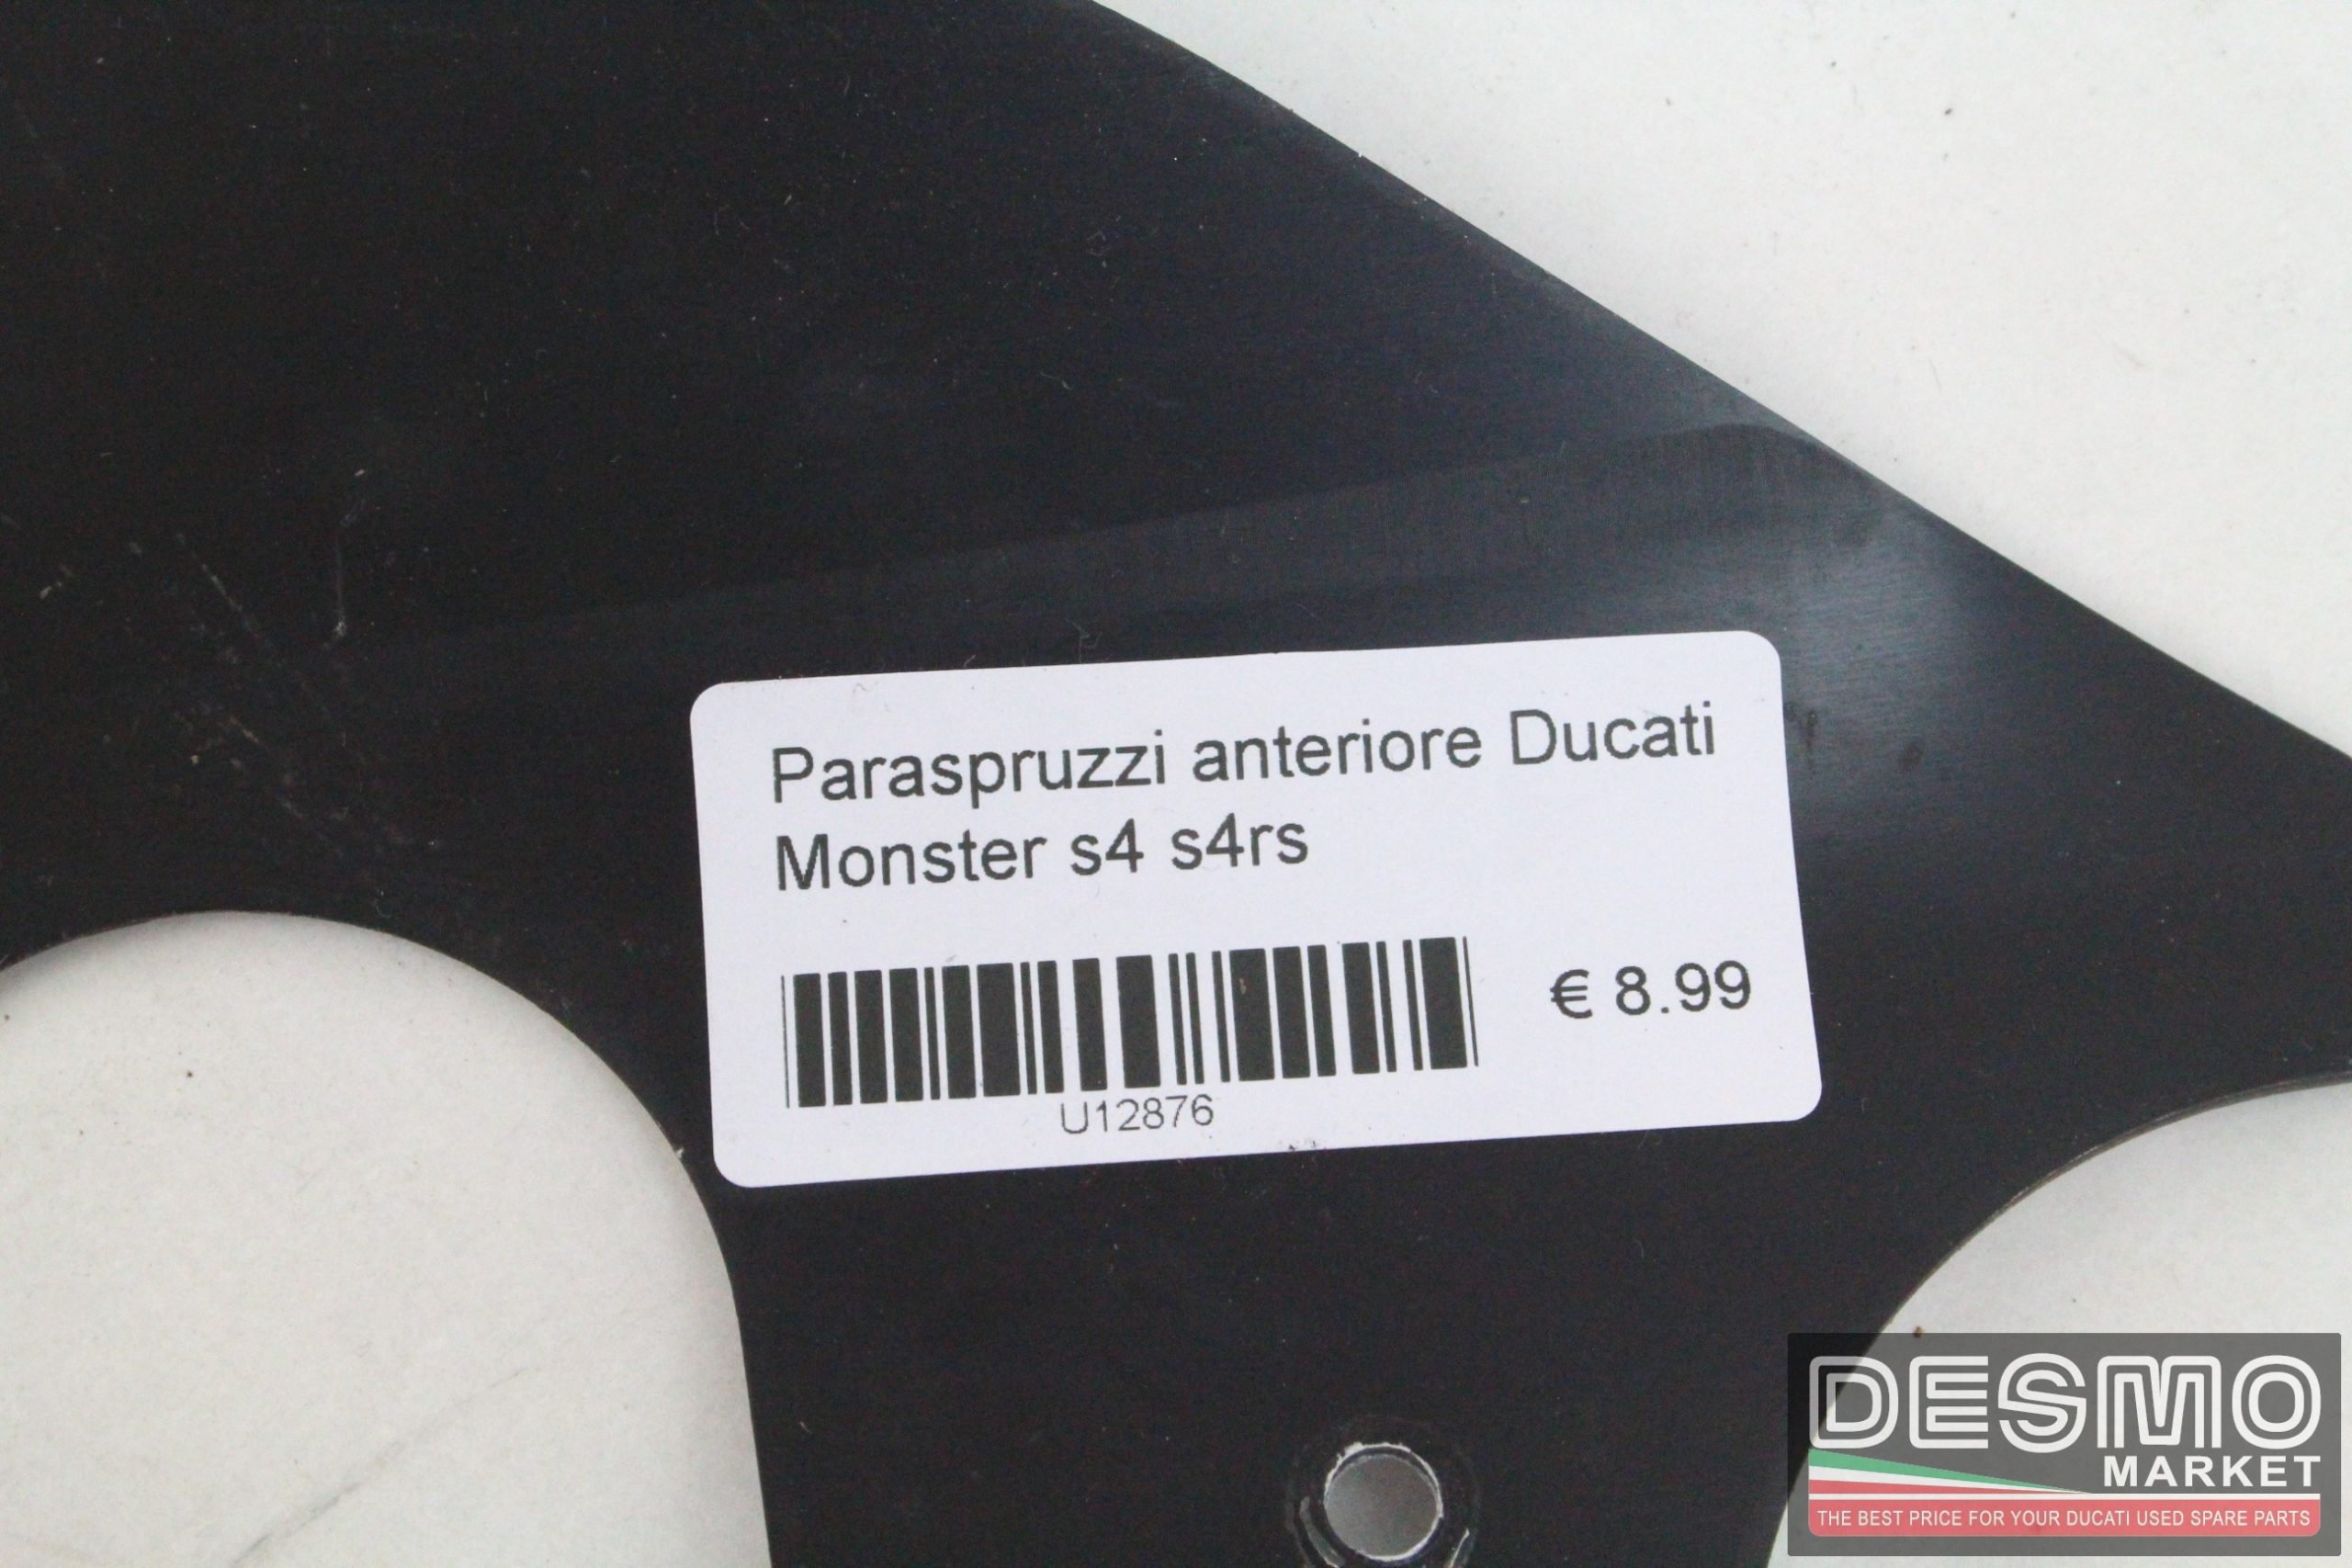 Paraspruzzi anteriore Ducati
Monster s4 s4rs
€ 8.99
U12876
DESMO
MARKET
THE BEST PRICE FOR YOUR DUCATI USED SPARE PARTS